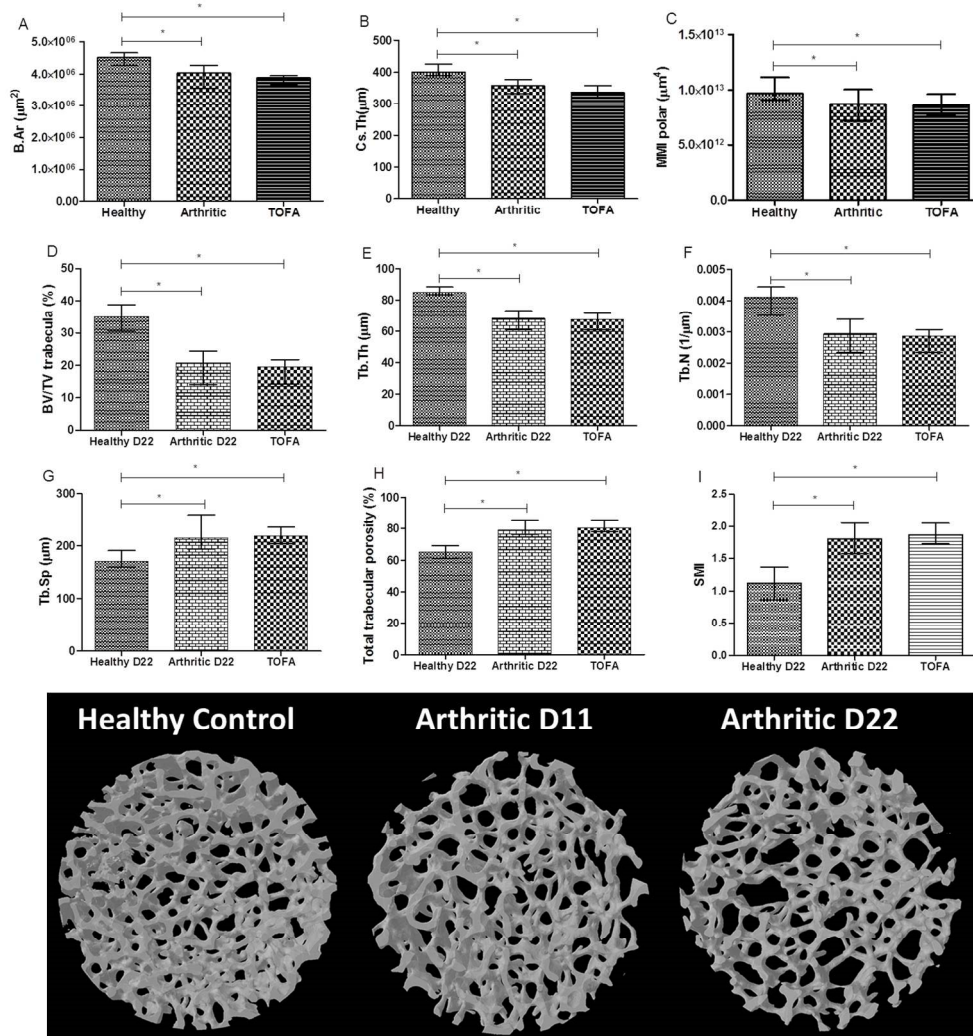 A
B.Ar (μm²)
5.0×10⁰⁶
4.0×10⁰⁶
3.0×10⁰⁶
2.0×10⁰⁶
1.0×10⁰⁶
0.00
*
*
Healthy Arthritic TOFA
B
Cs.Th(μm)
500
400
300
200
100
0
*
*
Healthy Arthritic TOFA
C
MMI polar (μm⁴)
1.5×10¹³
1.0×10¹³
5.0×10¹²
0.0
*
*
Healthy Arthritic TOFA
D
BV/TV trabecula (%)
50
40
30
20
10
0
*
*
Healthy D22 Arthritic D22 TOFA
E
Tb.Th (μm)
100
80
60
40
20
0
*
*
Healthy D22 Arthritic D22 TOFA
F
Tb.N (1/μm)
0.005
0.004
0.003
0.002
0.001
0.000
*
*
Healthy D22 Arthritic D22 TOFA
G
Tb.Sp (μm)
300
200
100
0
*
*
Healthy D22 Arthritic D22 TOFA
H
Total trabecular porosity (%)
100
80
60
40
20
0
*
*
Healthy D22 Arthritic D22 TOFA
I
SMI
2.5
2.0
1.5
1.0
0.5
0.0
*
*
Healthy D22 Arthritic D22 TOFA
Healthy Control Arthritic D11 Arthritic D22